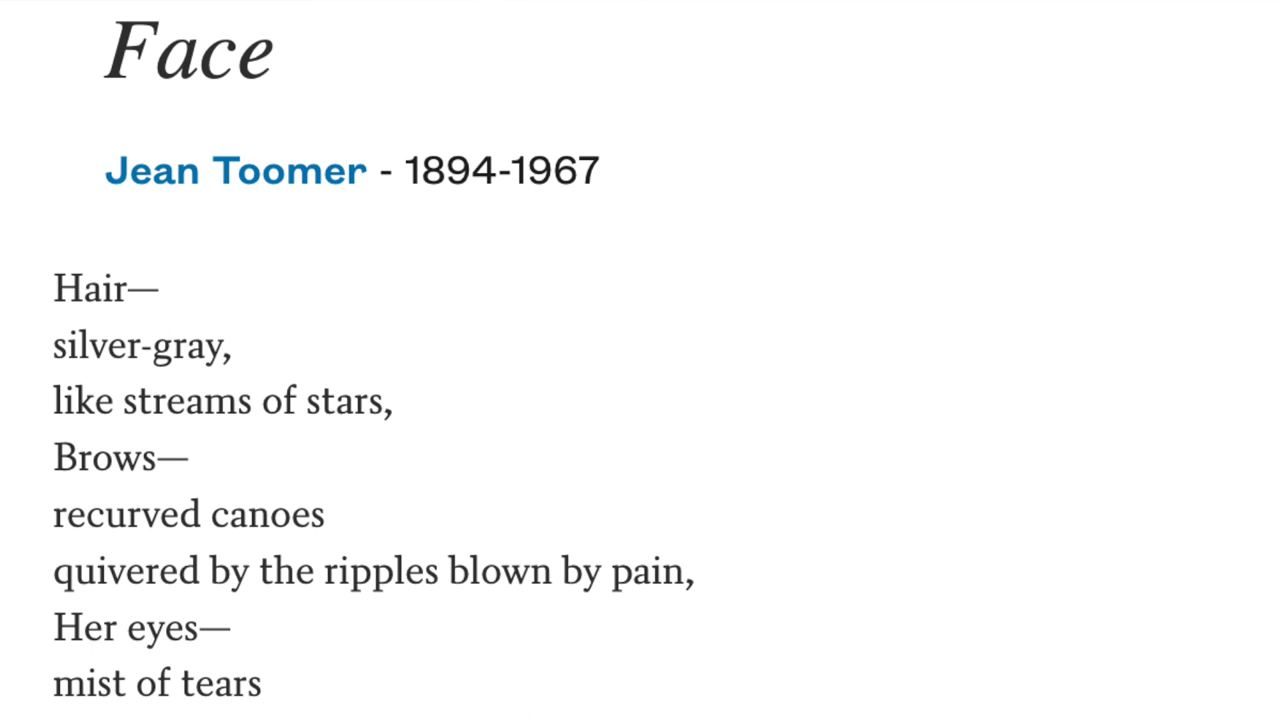 Face
Jean Toomer - 1894-1967
Hair—
silver-gray,
like streams of stars,
Brows—
recurved canoes
quivered by the ripples blown by pain,
Her eyes—
mist of tears